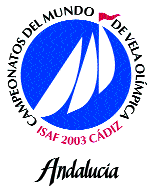 CAMPEONATOS DEL MUNDO DE VELA OLÍMPICA
ISAF 2003 CÁDIZ
Andalucía